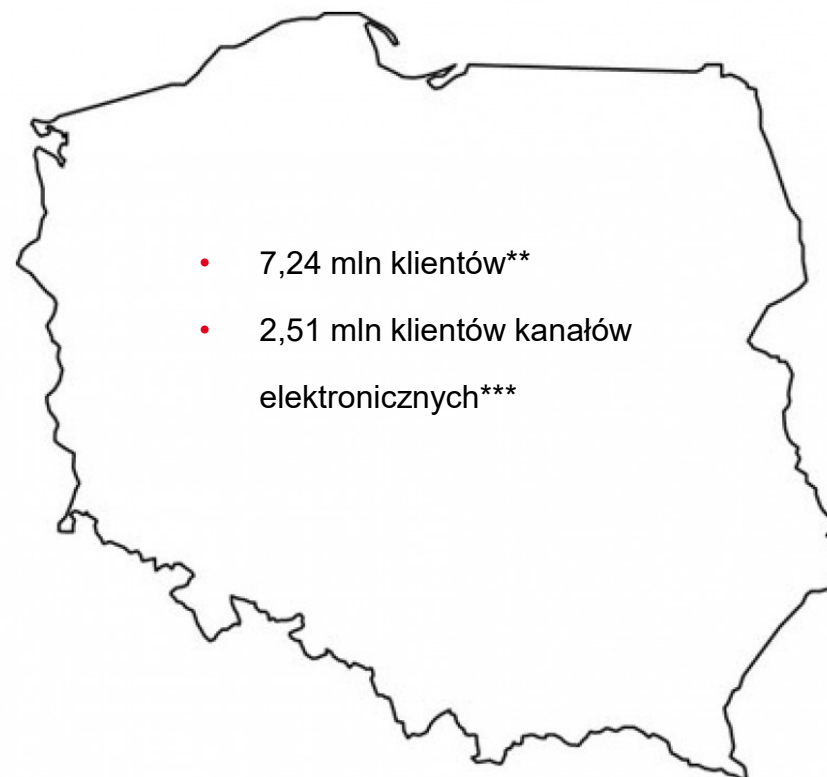 • 7,24 mln klientów**
• 2,51 mln klientów kanałów
elektronicznych***